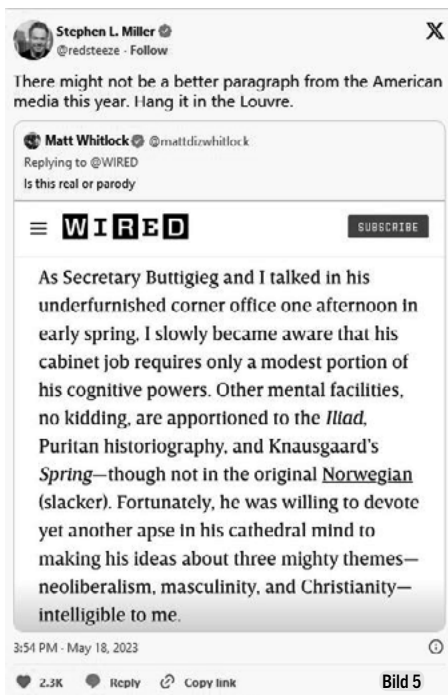 Stephen L. Miller
@redsteeze · Follow
X
There might not be a better paragraph from the American
media this year. Hang it in the Louvre.
Matt Whitlock @mattdizwhitlock
Replying to @WIRED
Is this real or parody
WIRED
SUBSCRIBE
As Secretary Buttigieg and I talked in his
underfurnished corner office one afternoon in
early spring, I slowly became aware that his
cabinet job requires only a modest portion of
his cognitive powers. Other mental facilities,
no kidding, are apportioned to the Iliad,
Puritan historiography, and Knausgaard's
Spring—though not in the original Norwegian
(slacker). Fortunately, he was willing to devote
yet another apse in his cathedral mind to
making his ideas about three mighty themes—
neoliberalism, masculinity, and Christianity—
intelligible to me.
3:54 PM · May 18, 2023
2.3K Reply Copy link
Bild 5